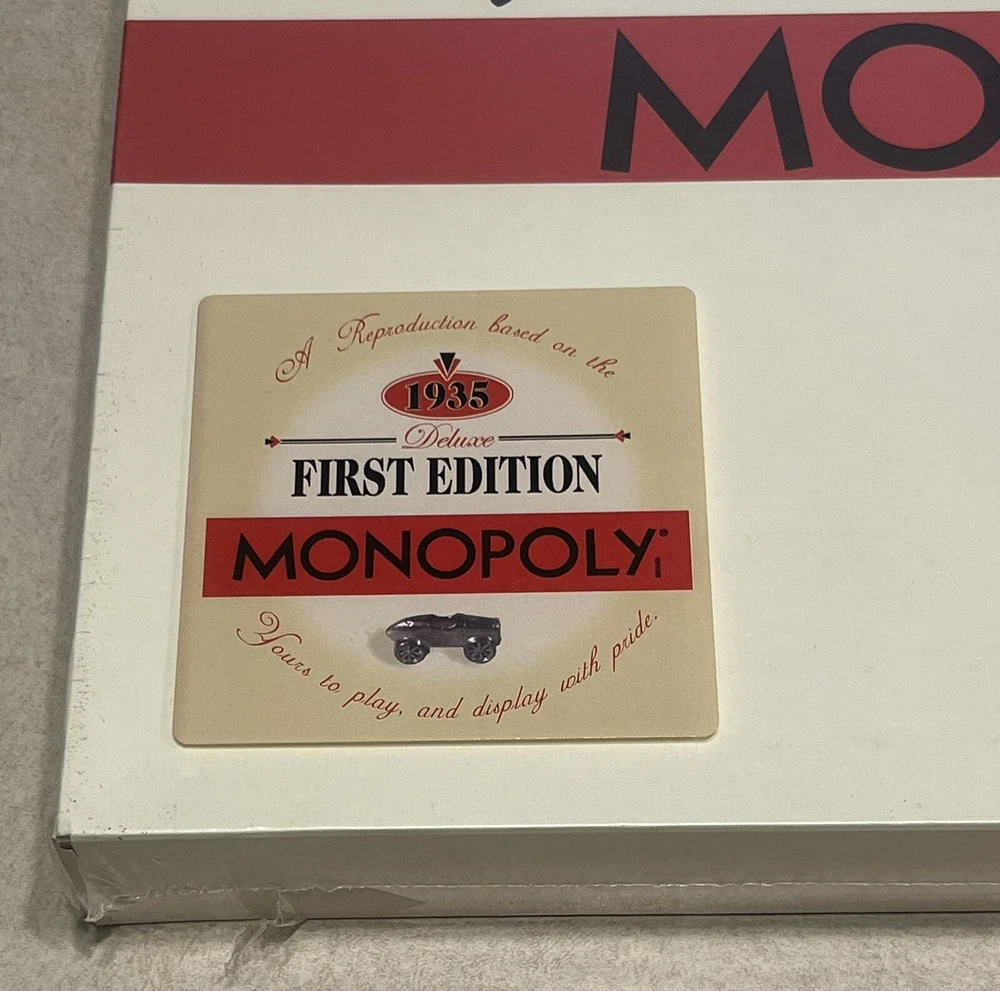 MO
A Reproduction based on the
1935
Deluxe
FIRST EDITION
MONOPOLY®
Yours to play, and display with pride.